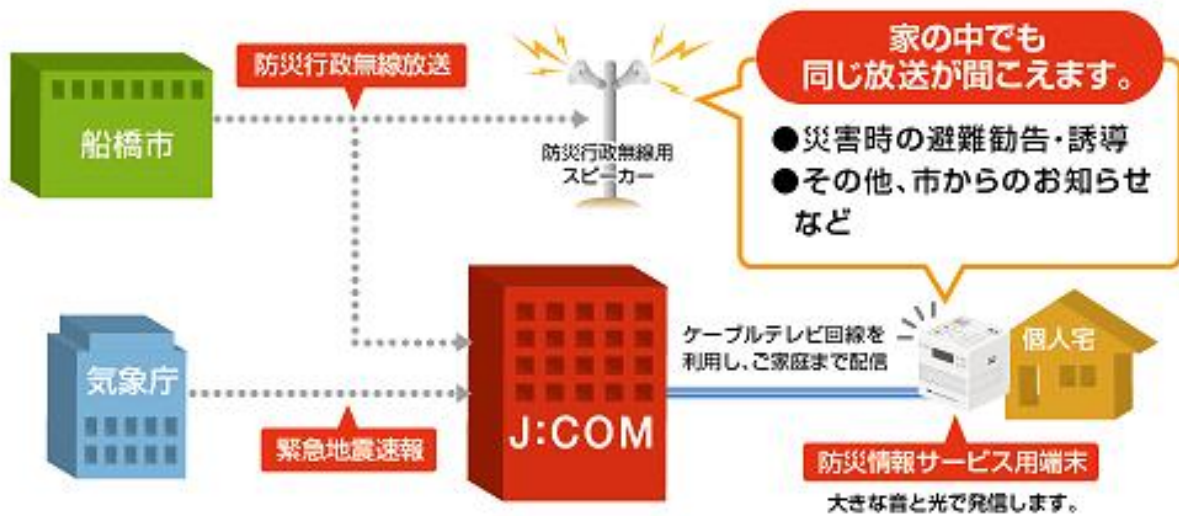 防災行政無線放送
船橋市
防災行政無線用
スピーカー
家の中でも
同じ放送が聞こえます。
●災害時の避難勧告・誘導
●その他、市からのお知らせ
など
気象庁
緊急地震速報
J:COM
ケーブルテレビ回線を
利用し、ご家庭まで配信
個人宅
防災情報サービス用端末
大きな音と光で発信します。